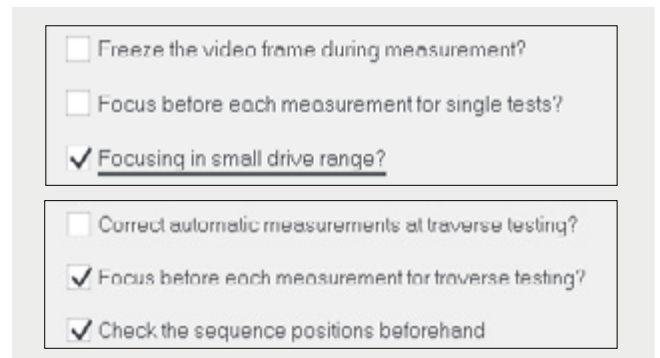 Freeze the video frame during measurement?
Focus before each measurement for single tests?
Focusing in small drive range?
Correct automatic measurements at traverse testing?
Focus before each measurement for traverse testing?
Check the sequence positions beforehand